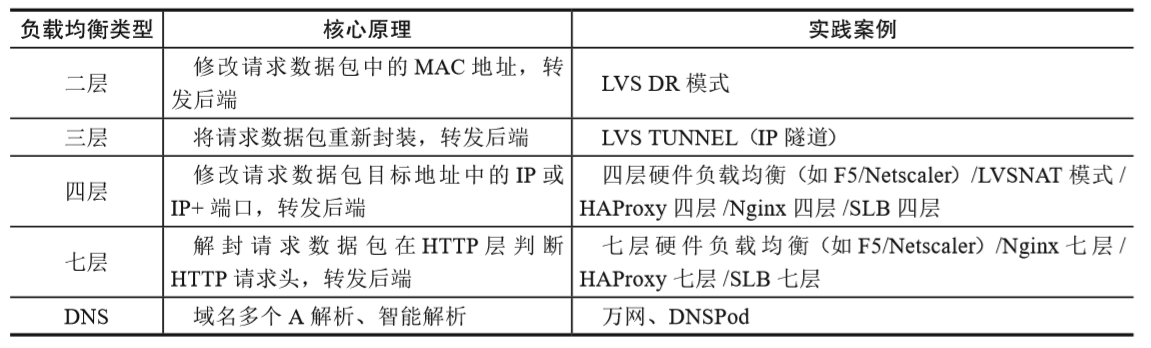 负载均衡类型 核心原理 实践案例
二层 修改请求数据包中的 MAC 地址，转发后端 LVS DR 模式
三层 将请求数据包重新封装，转发后端 LVS TUNNEL（IP 隧道）
四层 修改请求数据包目标地址中的 IP 或 IP+ 端口，转发后端 四层硬件负载均衡（如 F5/Netscaler）/LVSNAT 模式 / HAProxy 四层 /Nginx 四层 /SLB 四层
七层 解封请求数据包在 HTTP 层判断 HTTP 请求头，转发后端 七层硬件负载均衡（如 F5/Netscaler）/Nginx 七层 / HAProxy 七层 /SLB 七层
DNS 域名多个 A 解析、智能解析 万网、DNSPod